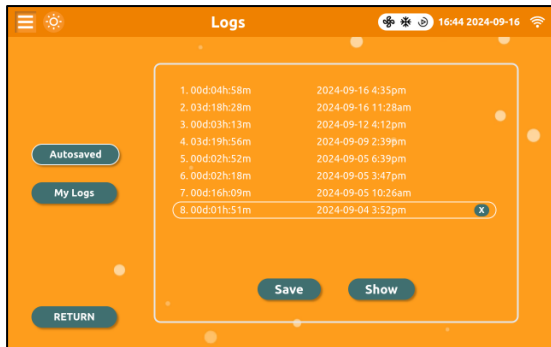 Logs
16:44 2024-09-16
1. 00d:04h:58m 2024-09-16 4:35pm
2. 03d:18h:28m 2024-09-16 11:28am
3. 00d:03h:13m 2024-09-12 4:12pm
4. 03d:19h:56m 2024-09-09 2:39pm
5. 00d:02h:52m 2024-09-05 6:39pm
6. 00d:02h:18m 2024-09-05 3:47pm
7. 00d:16h:09m 2024-09-05 10:26am
8. 00d:01h:51m 2024-09-04 3:52pm X
Autosaved
My Logs
Save Show
RETURN